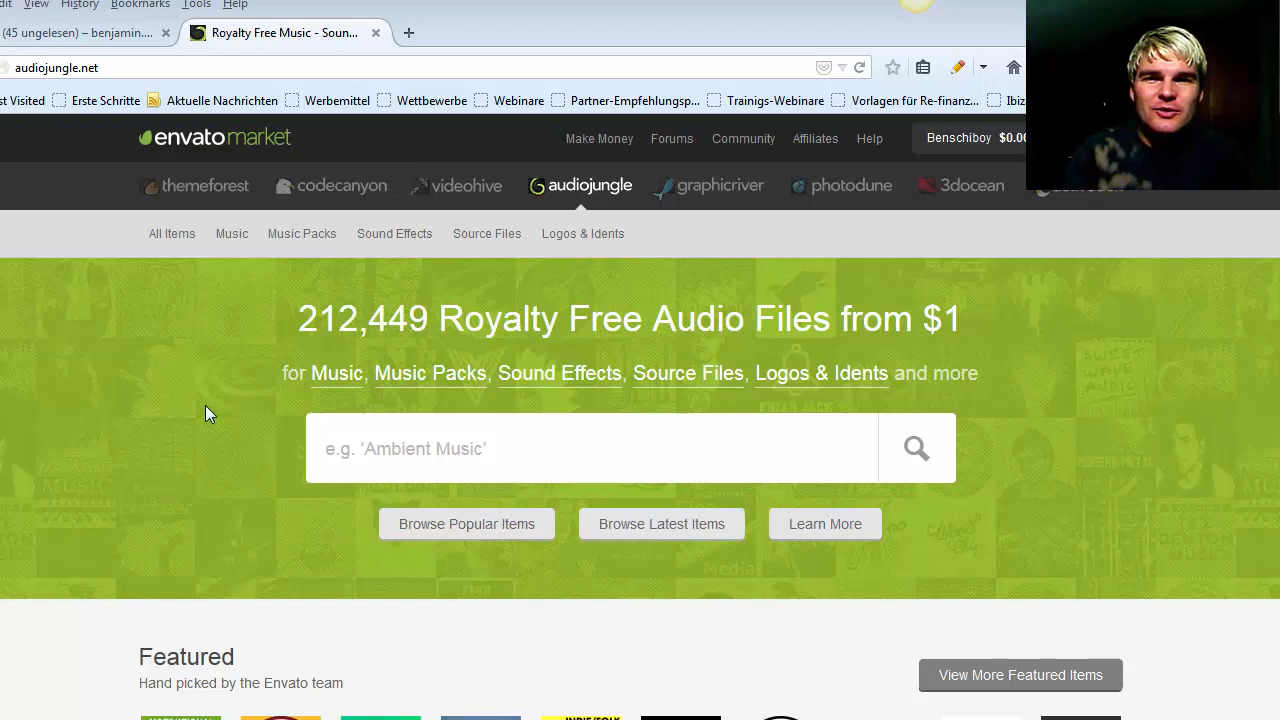 dit View History Bookmarks Tools Help
(45 ungelesen) – benjamin.... × Royalty Free Music - Soun... × +
audiojungle.net
st Visited Erste Schritte Aktuelle Nachrichten Werbemittel Wettbewerbe Webinare Partner-Empfehlungsp... Trainigs-Webinare Vorlagen für Re-finanz... Ibiz
envatomarket Make Money Forums Community Affiliates Help Benschiboy $0.0
themeforest codecanyon videohive audiojungle graphicriver photodune 3docean
All Items Music Music Packs Sound Effects Source Files Logos & Idents
212,449 Royalty Free Audio Files from $1
for Music, Music Packs, Sound Effects, Source Files, Logos & Idents and more
e.g. ‘Ambient Music’
Browse Popular Items Browse Latest Items Learn More
Featured
Hand picked by the Envato team
View More Featured Items
INDIE/FOLK